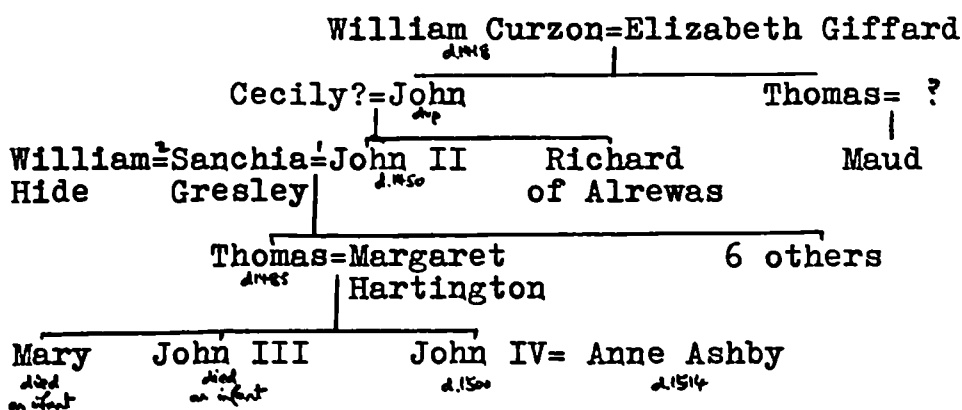 William Curzon=Elizabeth Giffard
d.1418
Cecily?=John Thomas= ?
dvp
William²=Sanchia¹=John II Richard Maud
Hide Gresley d.1450 of Alrewas
Thomas=Margaret 6 others
d.1485 Hartington
Mary John III John IV= Anne Ashby
died died d.1500 d.1514
an infant an infant